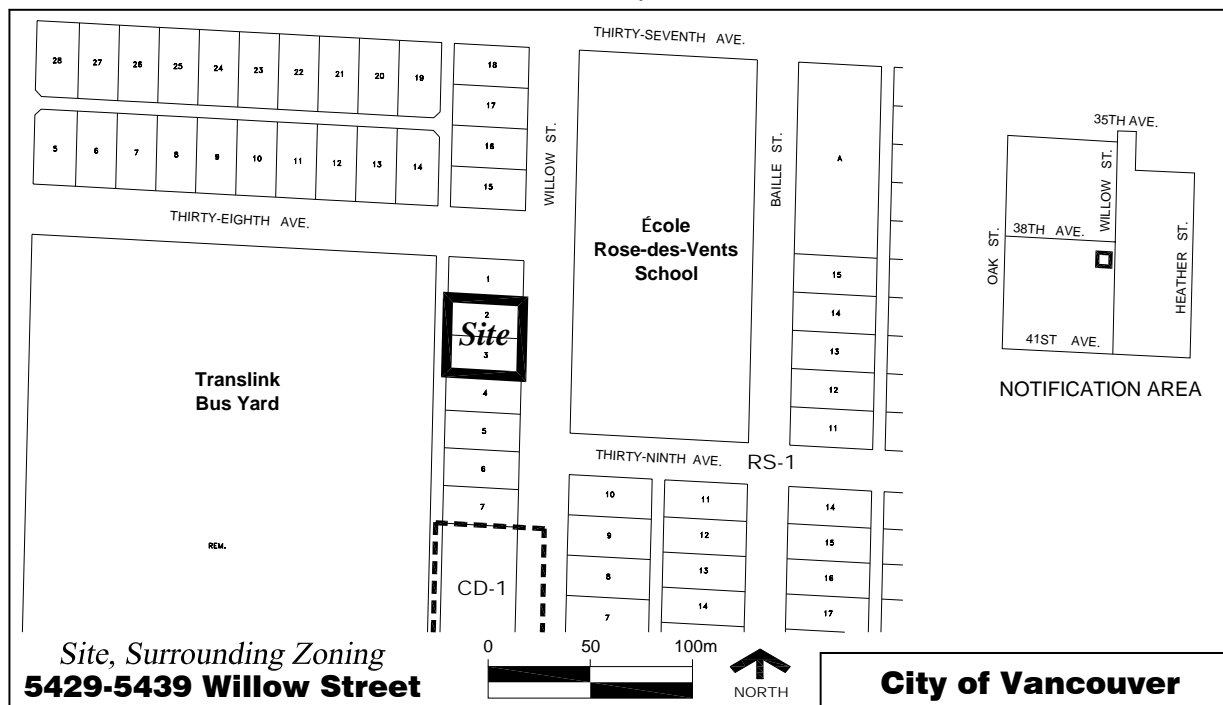 THIRTY-SEVENTH AVE.
28 27 26 25 24 23 22 21 20 19
18
17
16
15
5 6 7 8 9 10 11 12 13 14
THIRTY-EIGHTH AVE.
WILLOW ST.
École
Rose-des-Vents
School
BAILLE ST.
A
15
14
13
12
11
1
2
Site
3
4
5
6
7
Translink
Bus Yard
REM.
CD-1
THIRTY-NINTH AVE.
RS-1
10
9
8
7
11
12
13
14
14
15
16
17
35TH AVE.
WILLOW ST.
38TH AVE.
OAK ST.
HEATHER ST.
41ST AVE.
NOTIFICATION AREA
Site, Surrounding Zoning
5429-5439 Willow Street
0 50 100m
NORTH
City of Vancouver